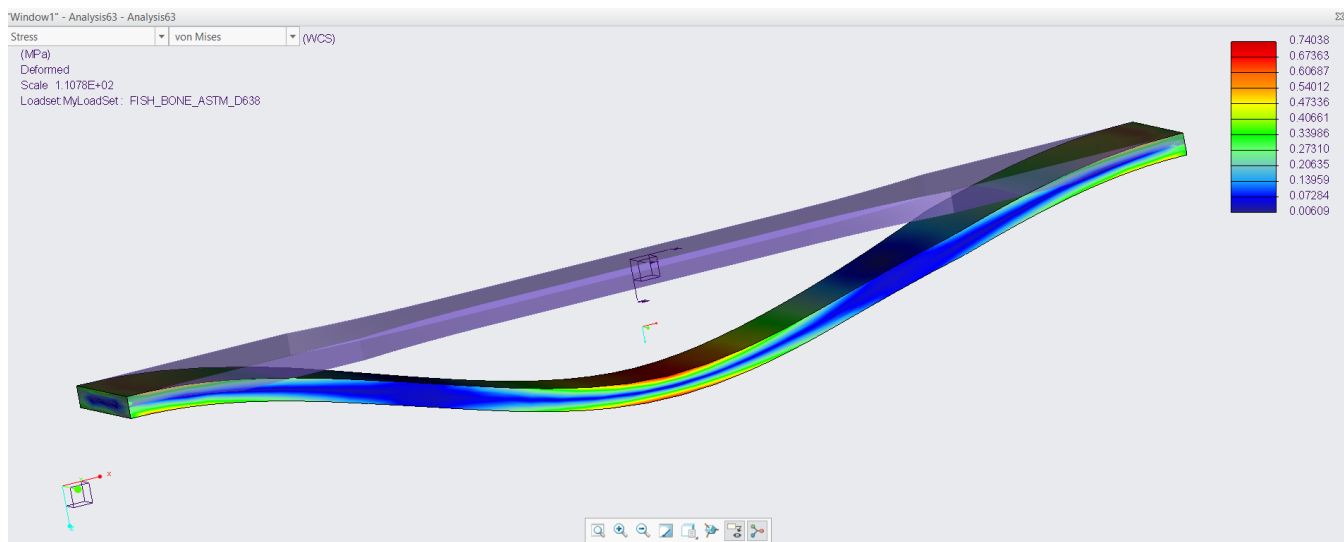 "Window1" - Analysis63 - Analysis63
Stress von Mises (WCS)
(MPa)
Deformed
Scale 1.1078E+02
Loadset:MyLoadSet : FISH_BONE_ASTM_D638
0.74038
0.67363
0.60687
0.54012
0.47336
0.40661
0.33986
0.27310
0.20635
0.13959
0.07284
0.00609
x